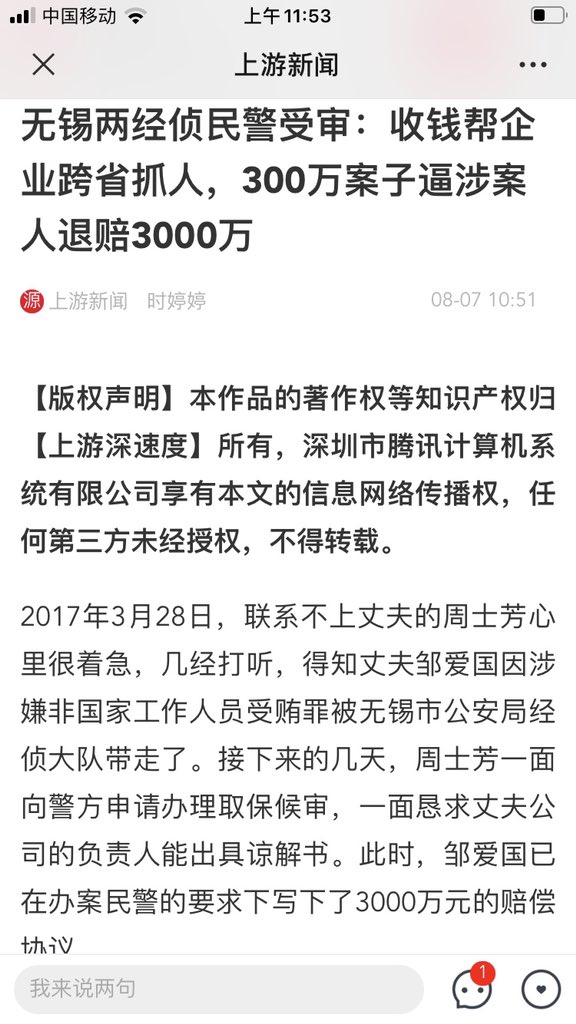 中国移动 上午11:53
上游新闻
无锡两经侦民警受审：收钱帮企
业跨省抓人，300万案子逼涉案
人退赔3000万
源 上游新闻 时婷婷 08-07 10:51
【版权声明】本作品的著作权等知识产权归
【上游深速度】所有，深圳市腾讯计算机系
统有限公司享有本文的信息网络传播权，任
何第三方未经授权，不得转载。
2017年3月28日，联系不上丈夫的周士芳心
里很着急，几经打听，得知丈夫邹爱国因涉
嫌非国家工作人员受贿罪被无锡市公安局经
侦大队带走了。接下来的几天，周士芳一面
向警方申请办理取保候审，一面恳求丈夫公
司的负责人能出具谅解书。此时，邹爱国已
在办案民警的要求下写下了3000万元的赔偿
协议
我来说两句 1